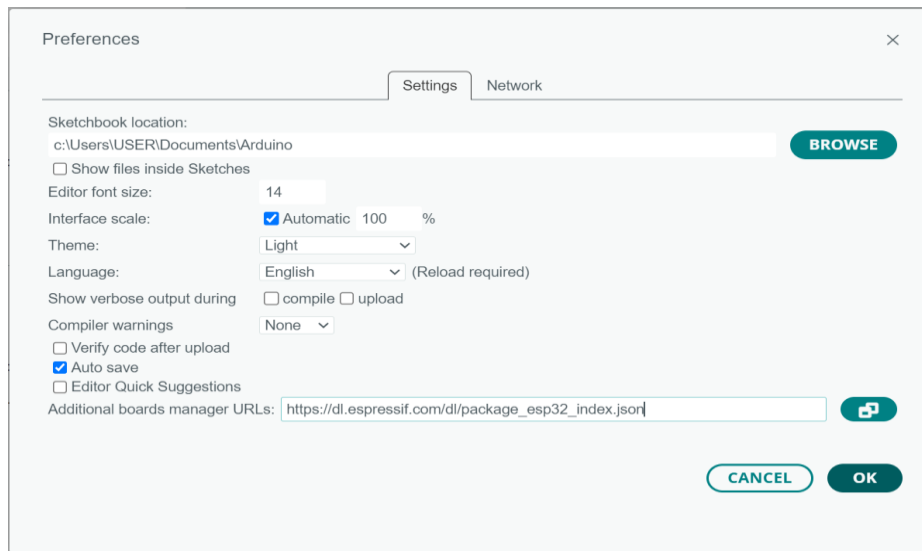 Preferences
Settings Network
Sketchbook location:
c:\Users\USER\Documents\Arduino
BROWSE
Show files inside Sketches
Editor font size: 14
Interface scale: Automatic 100 %
Theme: Light
Language: English (Reload required)
Show verbose output during compile upload
Compiler warnings None
Verify code after upload
Auto save
Editor Quick Suggestions
Additional boards manager URLs: https://dl.espressif.com/dl/package_esp32_index.json
CANCEL OK